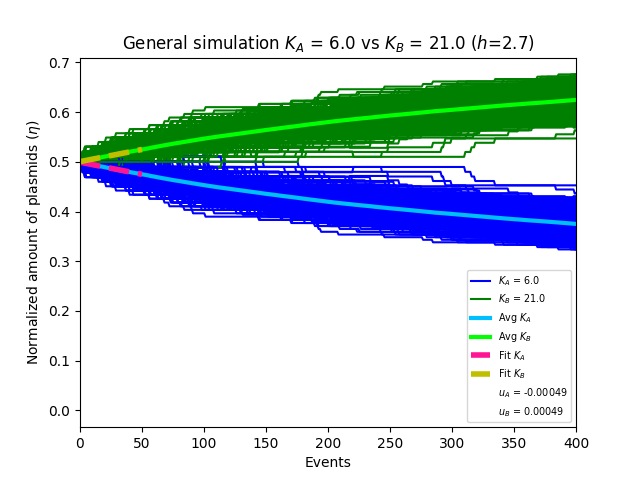 General simulation K_A = 6.0 vs K_B = 21.0 (h=2.7)
Normalized amount of plasmids (η)
0.7
0.6
0.5
0.4
0.3
0.2
0.1
0.0
K_A = 6.0
K_B = 21.0
Avg K_A
Avg K_B
Fit K_A
Fit K_B
u_A = -0.00049
u_B = 0.00049
0 50 100 150 200 250 300 350 400
Events